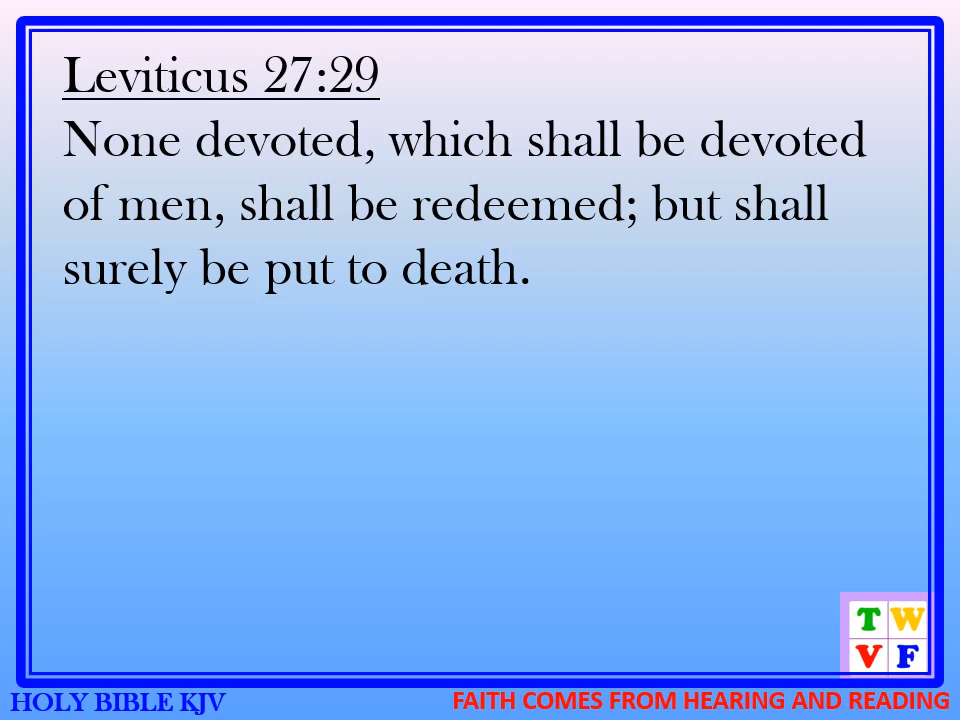 Leviticus 27:29
None devoted, which shall be devoted
of men, shall be redeemed; but shall
surely be put to death.
T W
V F
HOLY BIBLE KJV
FAITH COMES FROM HEARING AND READING